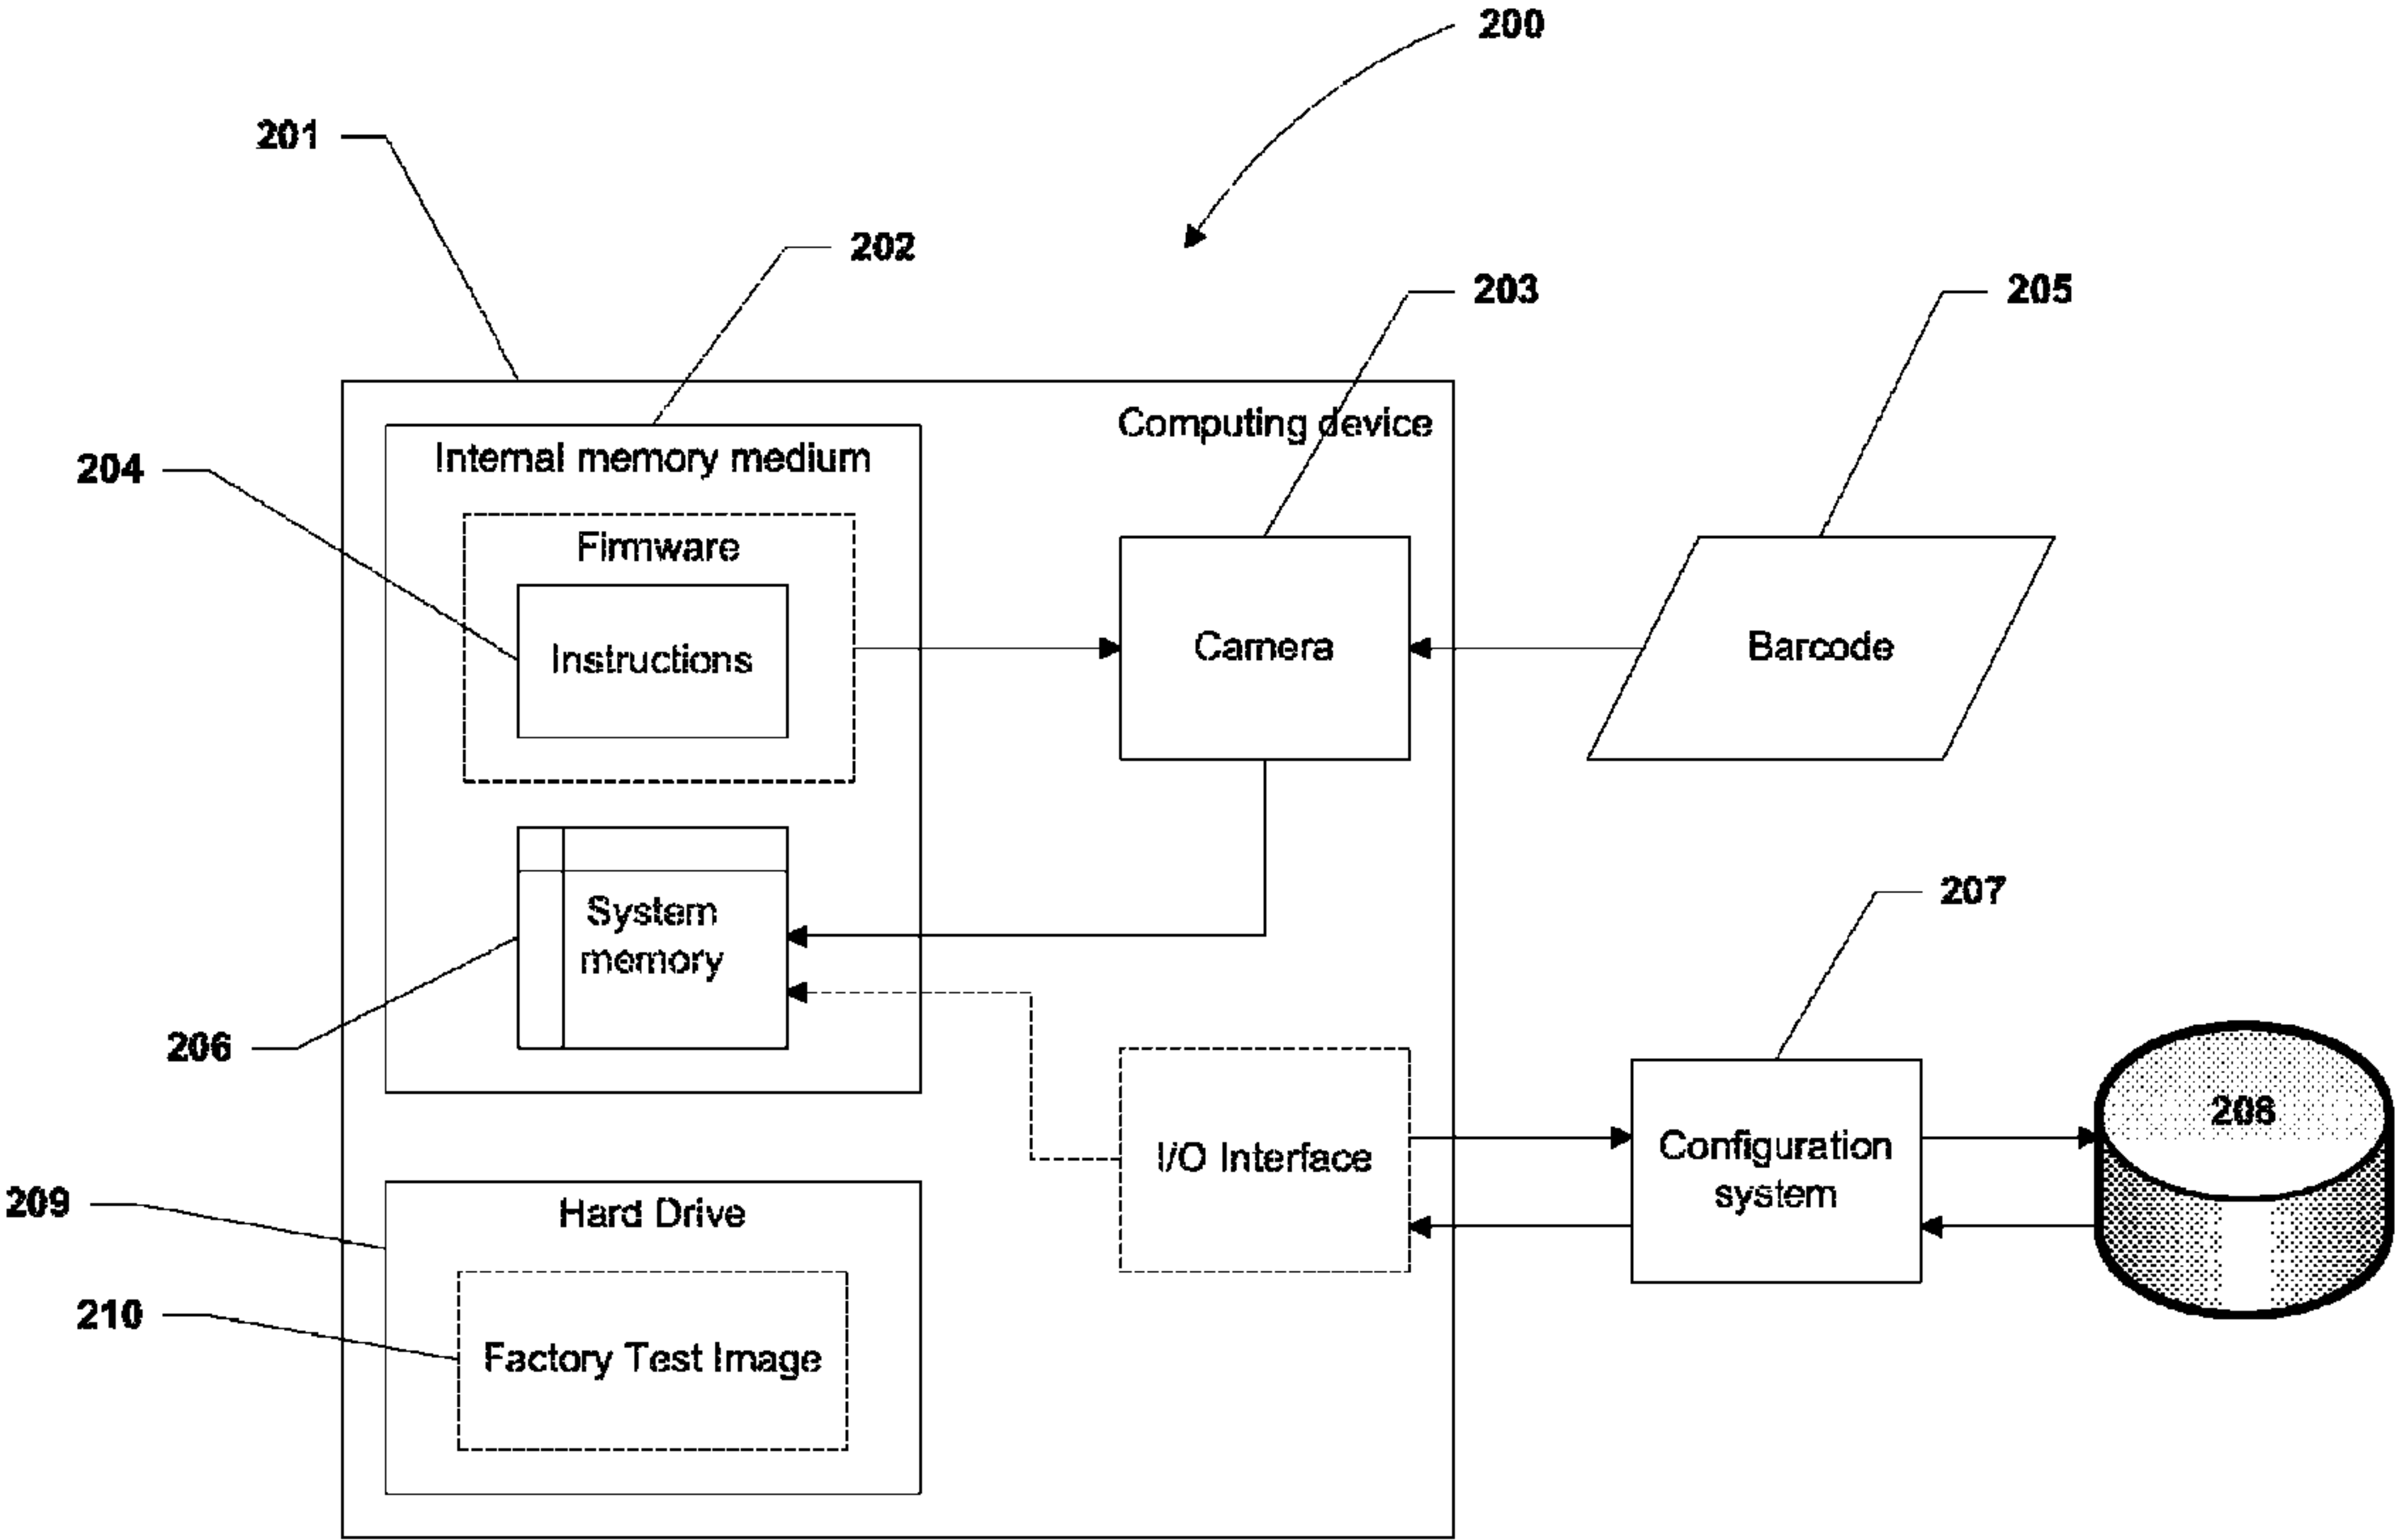 200
201
202
203
205
Computing device
Internal memory medium
204
Firmware
Instructions
Camera
Barcode
System
memory
207
206
208
I/O Interface
Configuration
system
209
Hard Drive
210
Factory Test Image